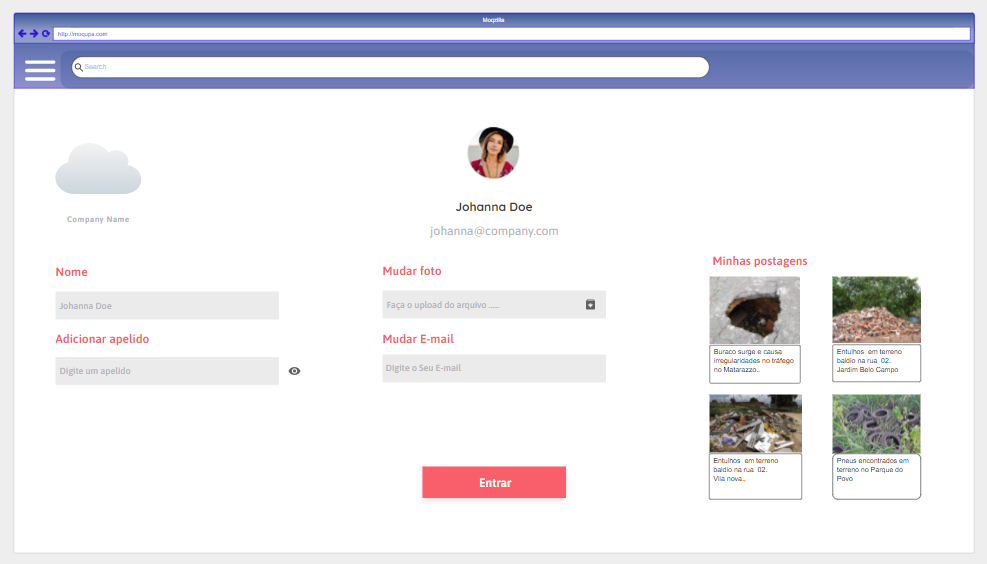 Moqzilla
http://moqups.com
Search
Company Name
Johanna Doe
johanna@company.com
Nome
Johanna Doe
Adicionar apelido
Digite um apelido
Mudar foto
Faça o upload do arquivo ......
Mudar E-mail
Digite o Seu E-mail
Entrar
Minhas postagens
Buraco surge e causa
irregularidades no tráfego
no Matarazzo..
Entulhos em terreno
baldio na rua 02.
Jardim Belo Campo
Entulhos em terreno
baldio na rua 02.
Vila nova.,
Pneus encontrados em
terreno no Parque do
Povo